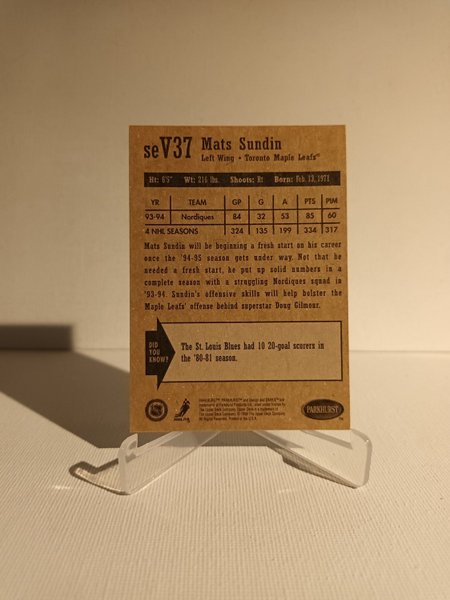 seV37 Mats Sundin
Left Wing • Toronto Maple Leafs®
Ht: 6'5" Wt: 216 lbs. Shoots: Rt Born: Feb. 13, 1971
YR TEAM GP G A PTS PIM
93-94 Nordiques 84 32 53 85 60
4 NHL SEASONS 324 135 199 334 317
Mats Sundin will be beginning a fresh start on his career
once the '94-95 season gets under way. Not that he
needed a fresh start, he put up solid numbers in a
complete season with a struggling Nordiques squad in
'93-94. Sundin's offensive skills will help bolster the
Maple Leafs' offense behind superstar Doug Gilmour.
DID
YOU
KNOW?
The St. Louis Blues had 10 20-goal scorers in
the '80-81 season.
PARKHURST